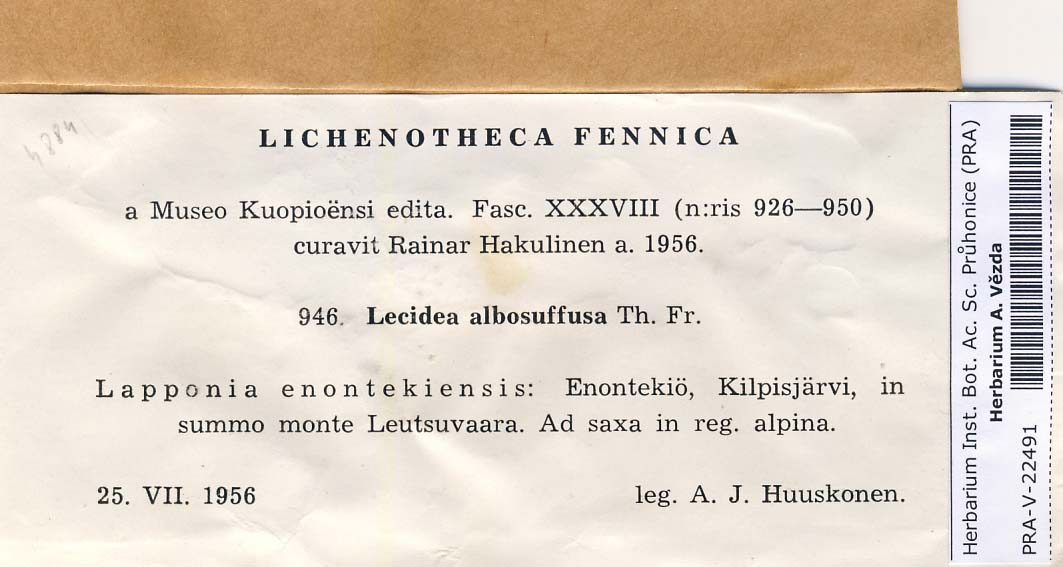 4884
LICHENOTHECA FENNICA
a Museo Kuopioënsi edita. Fasc. XXXVIII (n:ris 926—950)
curavit Rainar Hakulinen a. 1956.
946. Lecidea albosuffusa Th. Fr.
Lapponia enontekiensis: Enontekiö, Kilpisjärvi, in
summo monte Leutsuvaara. Ad saxa in reg. alpina.
25. VII. 1956 leg. A. J. Huuskonen.
Herbarium Inst. Bot. Ac. Sc. Průhonice (PRA)
Herbarium A. Vězda
PRA-V-22491